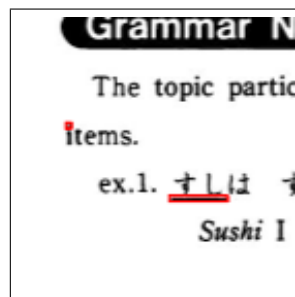 Grammar N
The topic partic
items.
ex.1. すしは
Sushi I